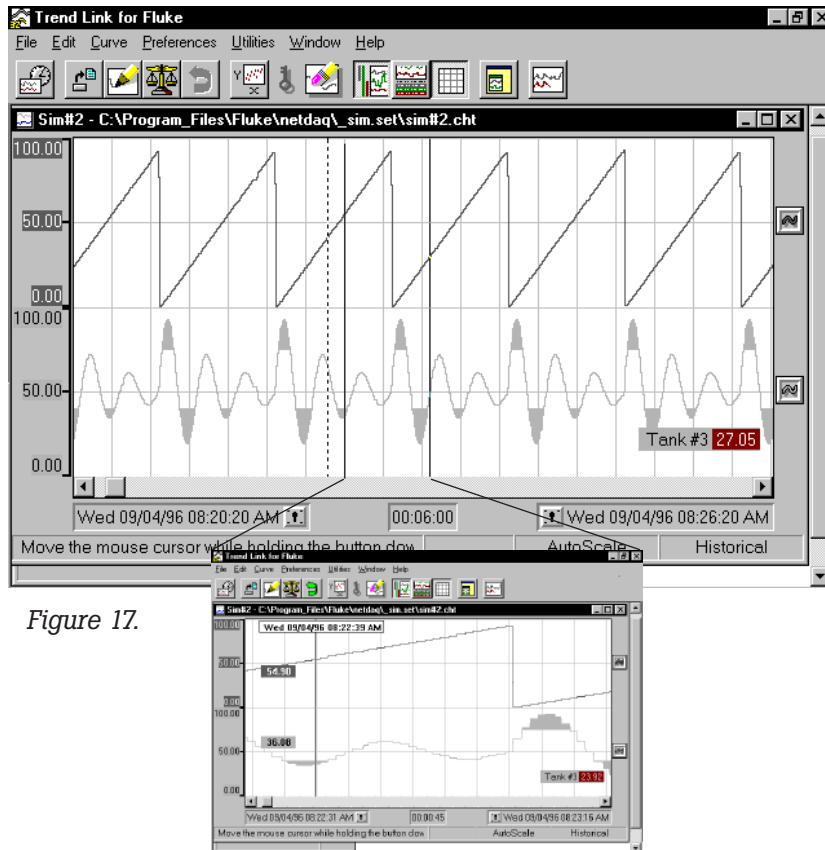 Trend Link for Fluke
File Edit Curve Preferences Utilities Window Help
Sim#2 - C:\Program_Files\Fluke\netdaq\_sim.set\sim#2.cht
100.00
50.00
0.00
100.00
50.00
0.00
Tank #3 27.05
Wed 09/04/96 08:20:20 AM 00:06:00 Wed 09/04/96 08:26:20 AM
Move the mouse cursor while holding the button dow AutoScale Historical
Figure 17.
Trend Link for Fluke
File Edit Curve Preferences Utilities Window Help
Sim#2 - C:\Program_Files\Fluke\netdaq\_sim.set\sim#2.cht
100.00
Wed 09/04/96 08:22:39 AM
50.00
54.90
0.00
100.00
36.08
50.00
Tank #3 23.92
0.00
Wed 09/04/96 08:22:31 AM 00:00:45 Wed 09/04/96 08:23:16 AM
Move the mouse cursor while holding the button dow AutoScale Historical